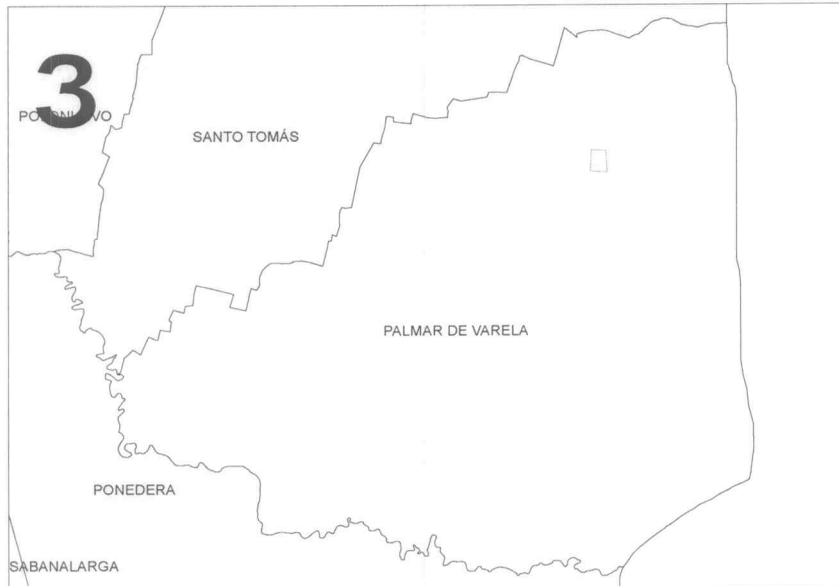 3
SANTO TOMÁS
PALMAR DE VARELA
PONEDERA
SABANALARGA